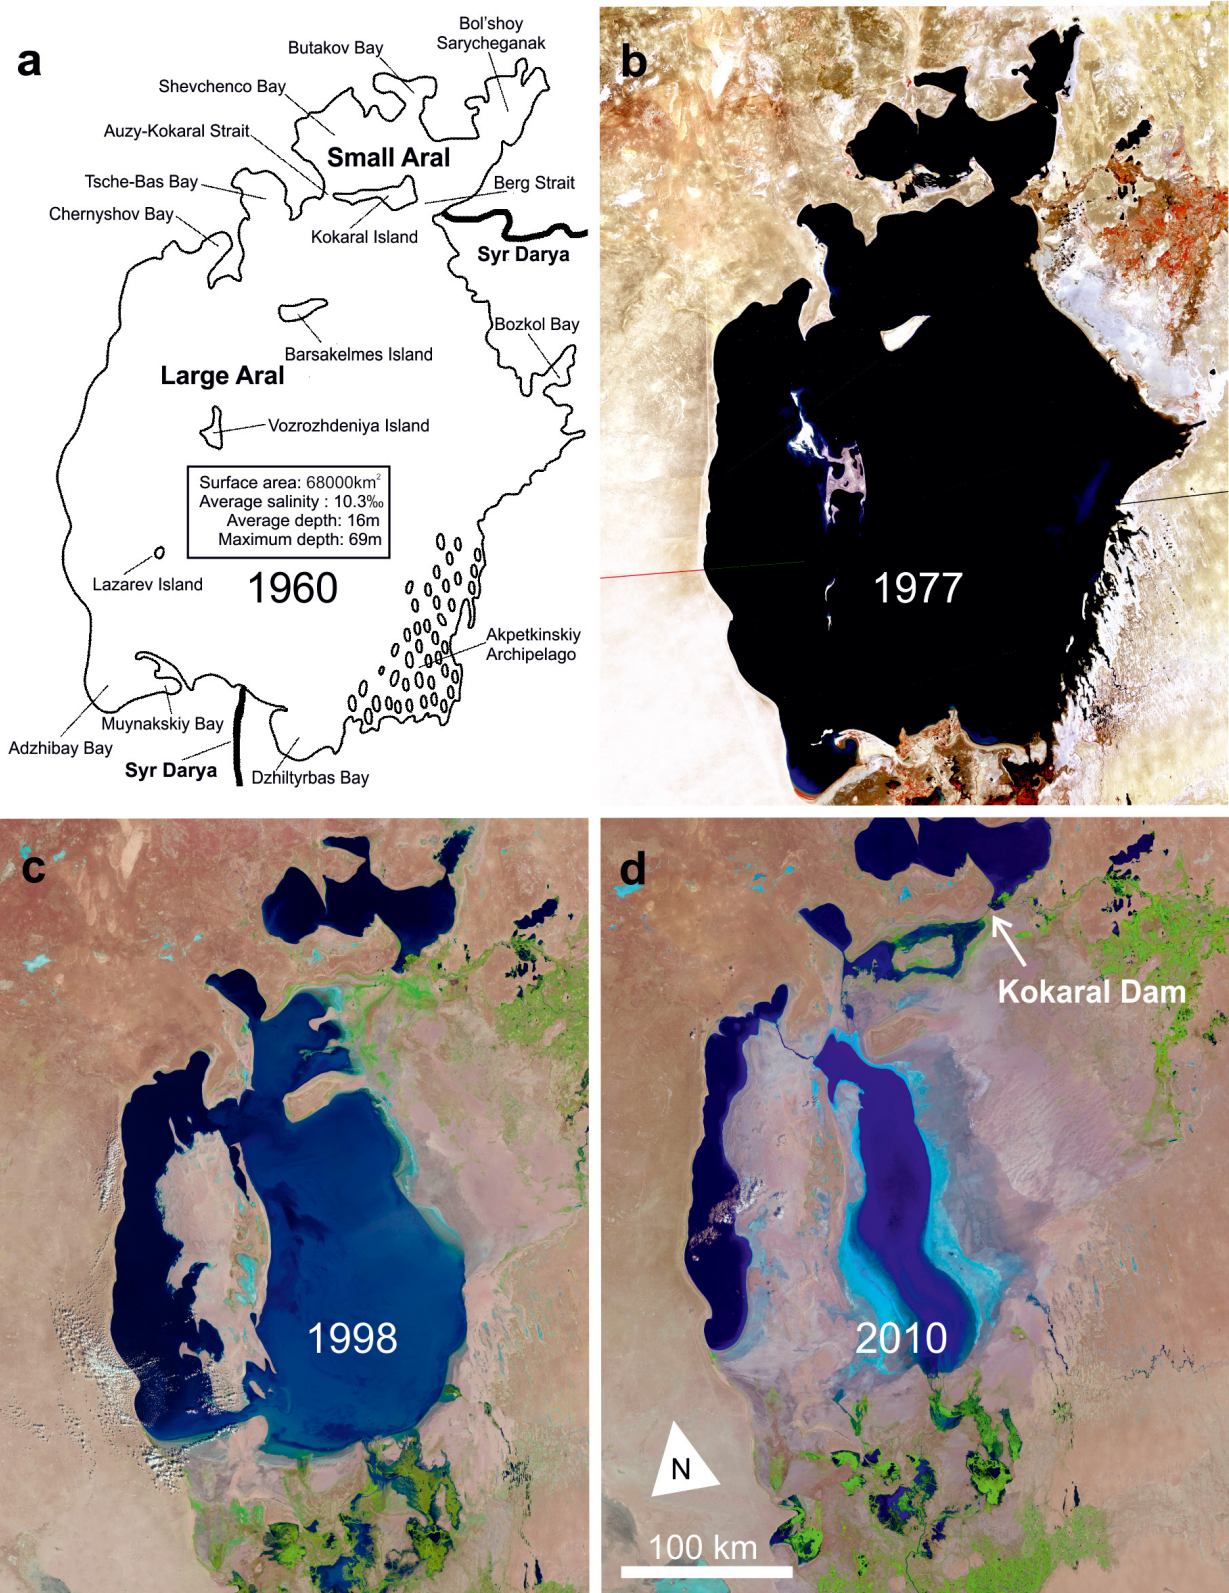 a
Bol'shoy
Sarycheganak
Butakov Bay
Shevchenco Bay
Auzy-Kokaral Strait
Small Aral
Tsche-Bas Bay
Berg Strait
Chernyshov Bay
Kokaral Island
Syr Darya
Bozkol Bay
Barsakelmes Island
Large Aral
Vozrozhdeniya Island
Surface area: 68000km²
Average salinity : 10.3‰
Average depth: 16m
Maximum depth: 69m
Lazarev Island
1960
Akpetkinskiy
Archipelago
Muynakskiy Bay
Adzhibay Bay
Syr Darya
Dzhiltyrbas Bay
b
1977
c
1998
d
Kokaral Dam
2010
N
100 km